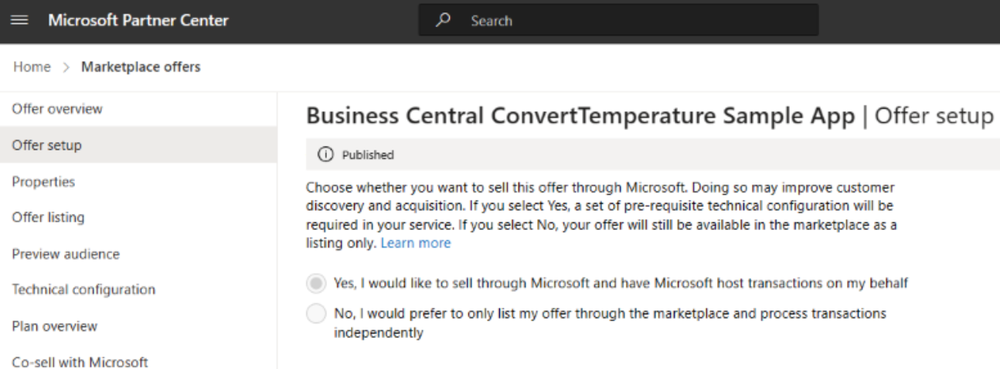 Microsoft Partner Center
Search
Home > Marketplace offers
Offer overview
Offer setup
Properties
Offer listing
Preview audience
Technical configuration
Plan overview
Co-sell with Microsoft
Business Central ConvertTemperature Sample App | Offer setup
Published
Choose whether you want to sell this offer through Microsoft. Doing so may improve customer
discovery and acquisition. If you select Yes, a set of pre-requisite technical configuration will be
required in your service. If you select No, your offer will still be available in the marketplace as a
listing only. Learn more
Yes, I would like to sell through Microsoft and have Microsoft host transactions on my behalf
No, I would prefer to only list my offer through the marketplace and process transactions
independently